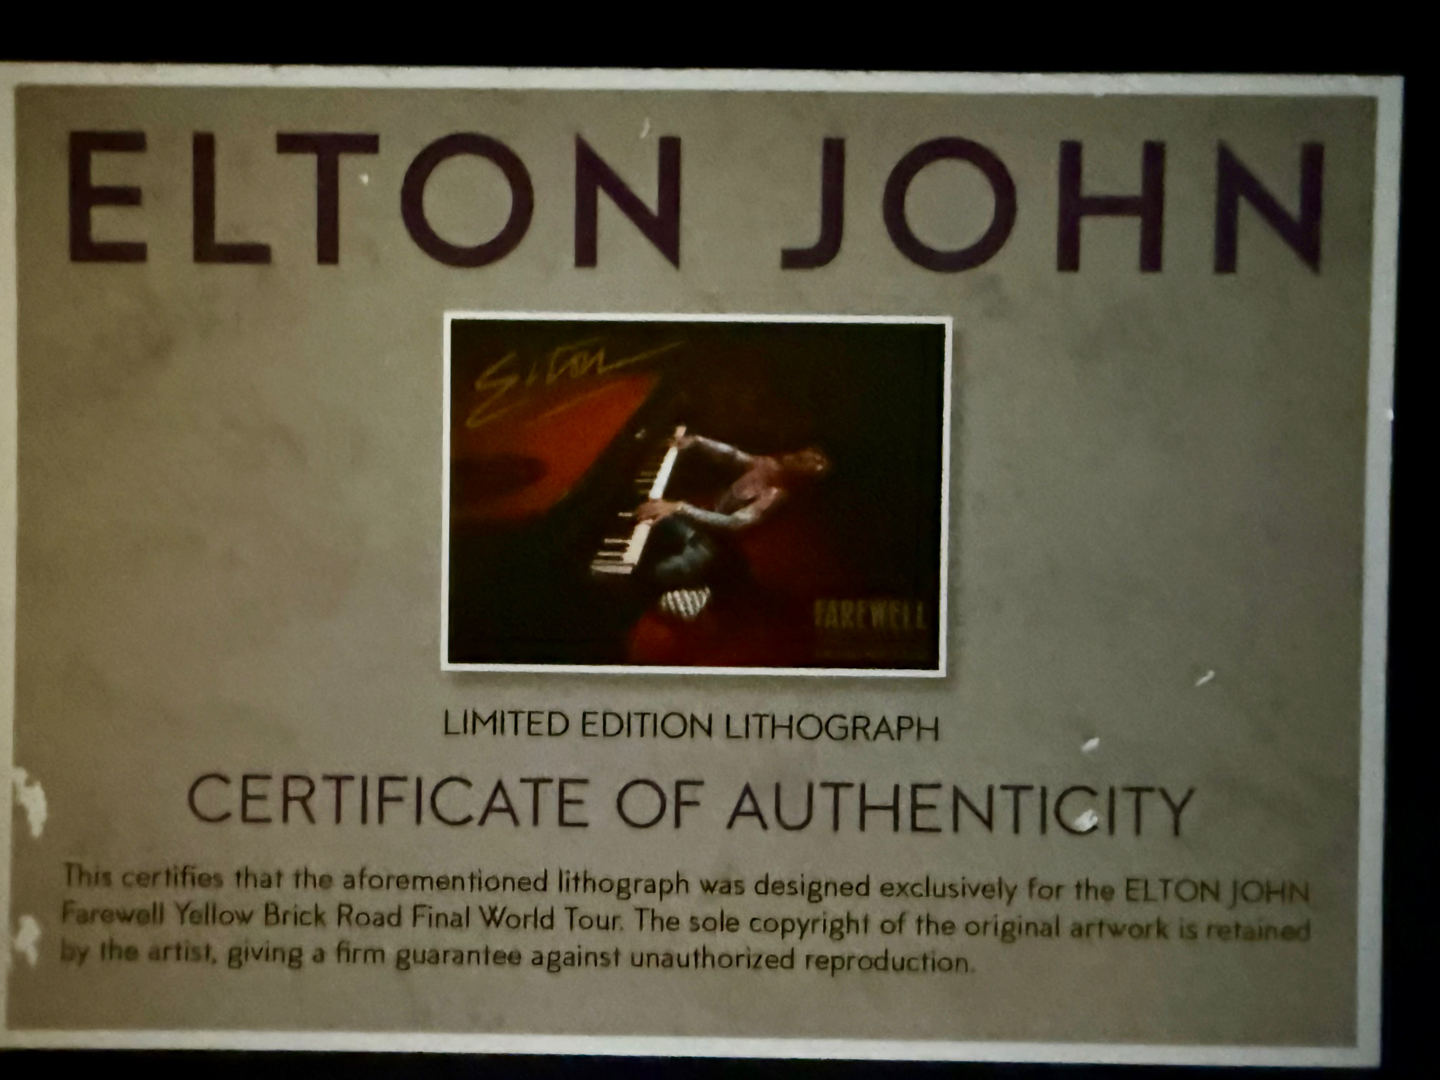 ELTON JOHN
Elton
FAREWELL
LIMITED EDITION LITHOGRAPH
CERTIFICATE OF AUTHENTICITY
This certifies that the aforementioned lithograph was designed exclusively for the ELTON JOHN
Farewell Yellow Brick Road Final World Tour. The sole copyright of the original artwork is retained
by the artist, giving a firm guarantee against unauthorized reproduction.